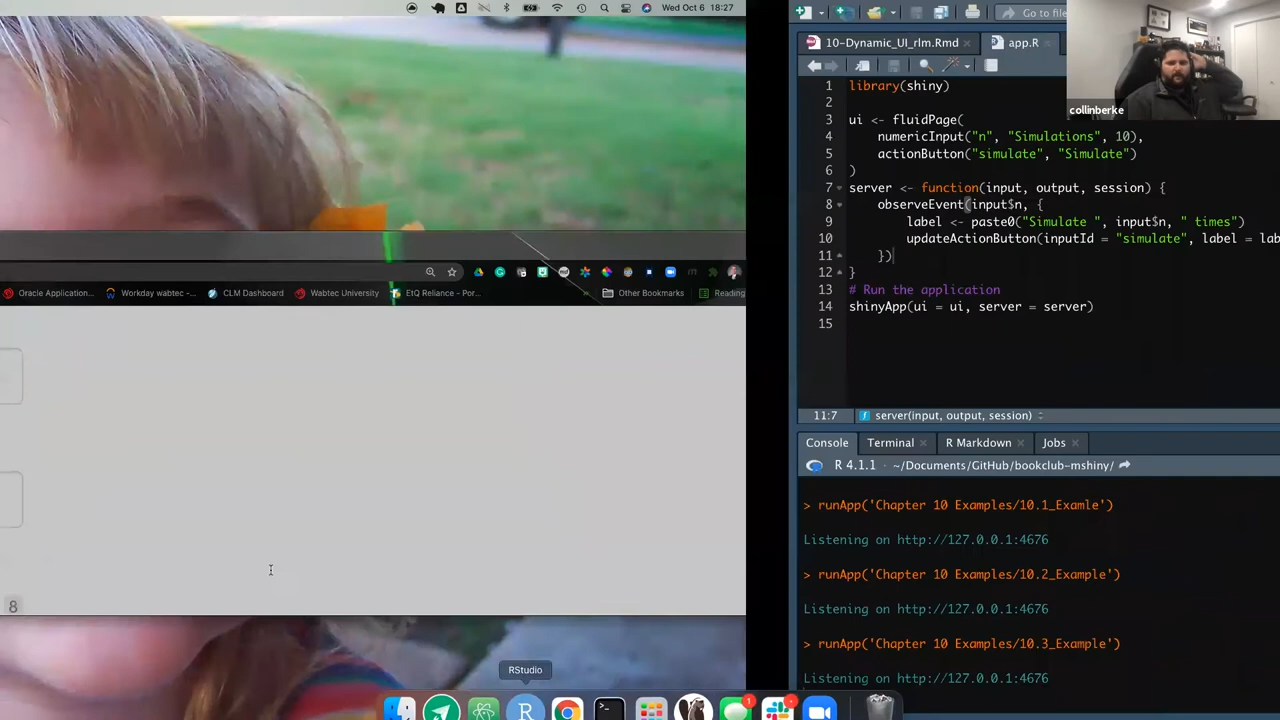 Wed Oct 6 18:27
Go to file
10-Dynamic_UI_rlm.Rmd
app.R
collinberke
1 library(shiny)
2
3 ui <- fluidPage(
4 numericInput("n", "Simulations", 10),
5 actionButton("simulate", "Simulate")
6 )
7 server <- function(input, output, session) {
8 observeEvent(input$n, {
9 label <- paste0("Simulate ", input$n, " times")
10 updateActionButton(inputId = "simulate", label = lab
11 })
12 }
13 # Run the application
14 shinyApp(ui = ui, server = server)
15
11:7 server(input, output, session)
Oracle Application...
Workday wabtec -...
CLM Dashboard
Wabtec University
EtQ Reliance - Por...
»
Other Bookmarks
Reading
Console Terminal R Markdown Jobs
R 4.1.1 · ~/Documents/GitHub/bookclub-mshiny/
> runApp('Chapter 10 Examples/10.1_Examle')
Listening on http://127.0.0.1:4676
> runApp('Chapter 10 Examples/10.2_Example')
Listening on http://127.0.0.1:4676
> runApp('Chapter 10 Examples/10.3_Example')
Listening on http://127.0.0.1:4676
8
RStudio
1